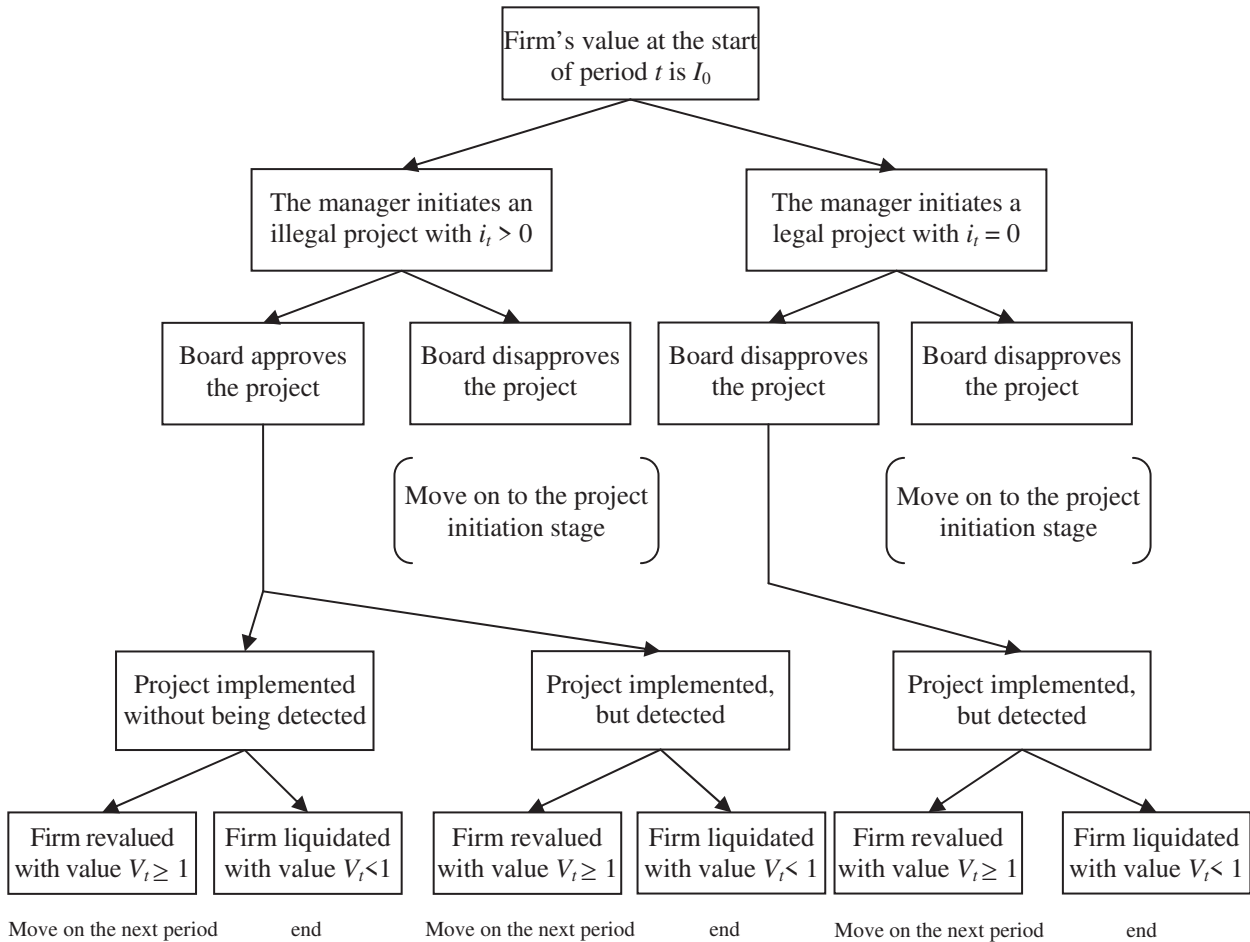 Firm's value at the start
of period t is I₀
The manager initiates an
illegal project with iₜ > 0
The manager initiates a
legal project with iₜ = 0
Board approves
the project
Board disapproves
the project
Board disapproves
the project
Board disapproves
the project
Move on to the project
initiation stage
Move on to the project
initiation stage
Project implemented
without being detected
Project implemented,
but detected
Project implemented,
but detected
Firm revalued
with value Vₜ ≥ 1
Firm liquidated
with value Vₜ<1
Firm revalued
with value Vₜ ≥ 1
Firm liquidated
with value Vₜ< 1
Firm revalued
with value Vₜ ≥ 1
Firm liquidated
with value Vₜ< 1
Move on the next period
end
Move on the next period
end
Move on the next period
end